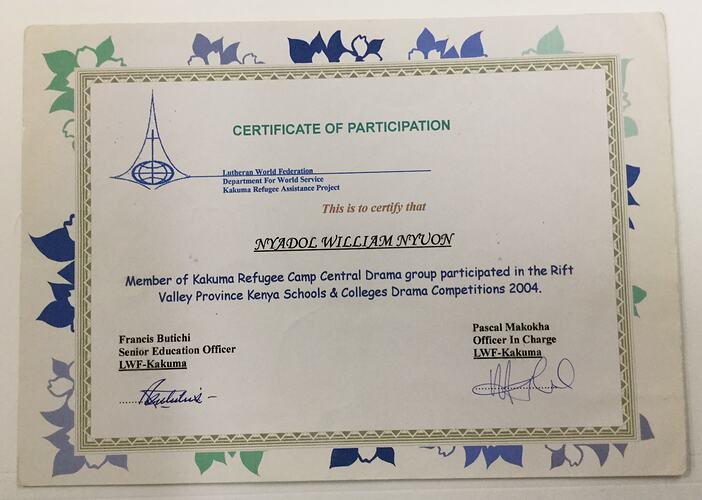 CERTIFICATE OF PARTICIPATION
Lutheran World Federation
Department For World Service
Kakuma Refugee Assistance Project
This is to certify that
NYADOL WILLIAM NYUON
Member of Kakuma Refugee Camp Central Drama group participated in the Rift
Valley Province Kenya Schools & Colleges Drama Competitions 2004.
Francis Butichi
Senior Education Officer
LWF-Kakuma
Pascal Makokha
Officer In Charge
LWF-Kakuma